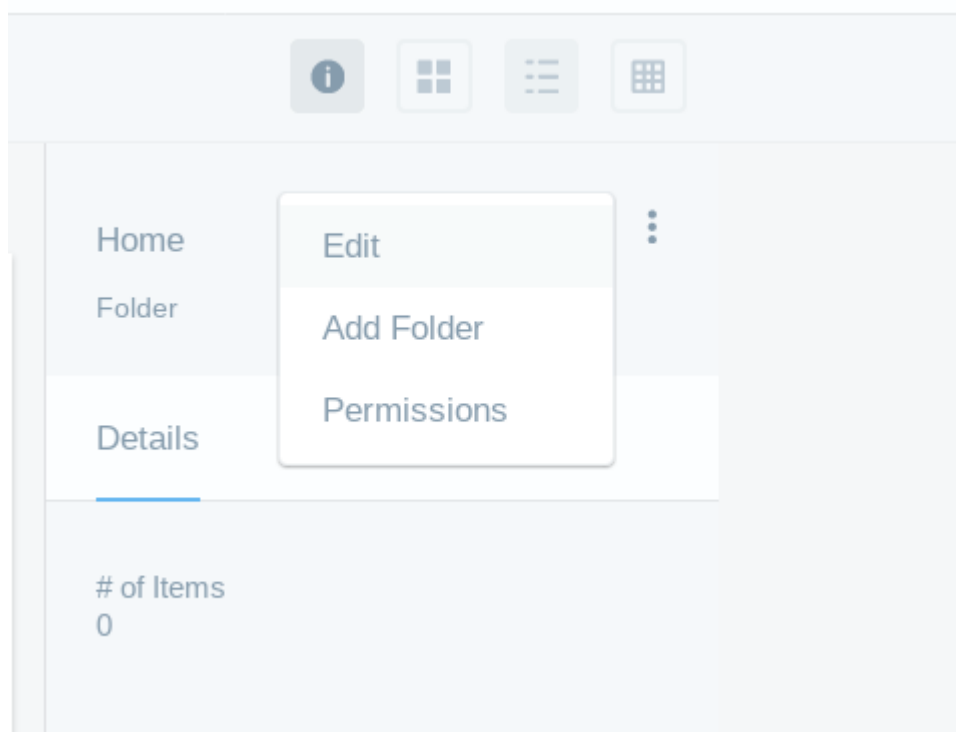 Home
Folder
Edit
Add Folder
Permissions
Details
# of Items
0